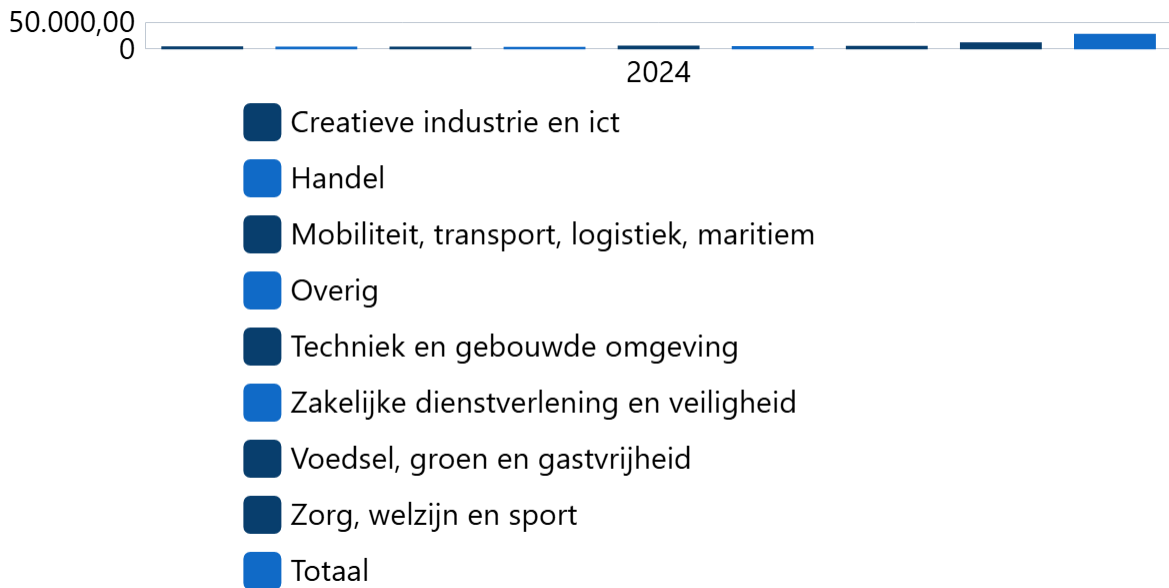 50.000,00
0
2024
Creatieve industrie en ict
Handel
Mobiliteit, transport, logistiek, maritiem
Overig
Techniek en gebouwde omgeving
Zakelijke dienstverlening en veiligheid
Voedsel, groen en gastvrijheid
Zorg, welzijn en sport
Totaal